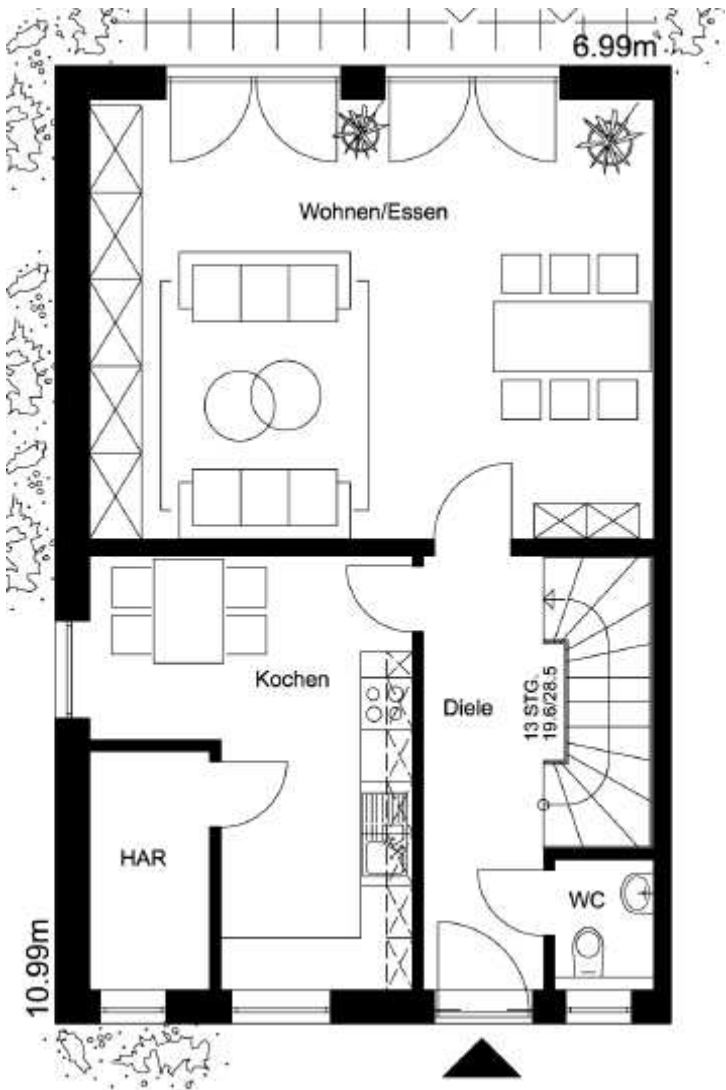 6.99m
Wohnen/Essen
Kochen
Diele
13 STG.
19.6/28.5
HAR
WC
10.99m